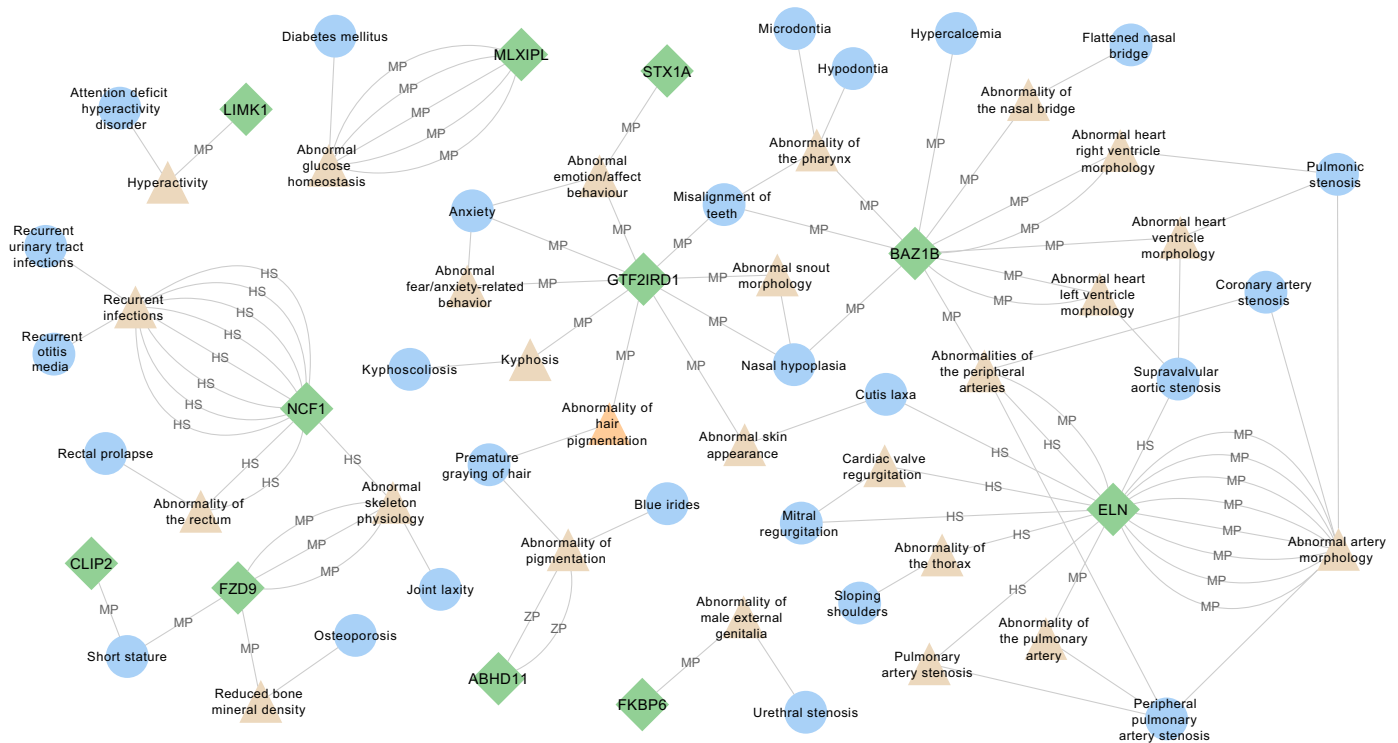 Diabetes mellitus
MLXIPL
MP
MP
MP
MP
MP
Abnormal
glucose
homeostasis
Attention deficit
hyperactivity
disorder
LIMK1
MP
Hyperactivity
STX1A
MP
Abnormal
emotion/affect
behaviour
MP
Anxiety
MP
Abnormal
fear/anxiety-related
behavior
MP
GTF2IRD1
Misalignment of
teeth
MP
MP
Microdontia
Hypodontia
Abnormality of
the pharynx
MP
Hypercalcemia
MP
Flattened nasal
bridge
Abnormality of
the nasal bridge
MP
Abnormal heart
right ventricle
morphology
MP
MP
Pulmonic
stenosis
BAZ1B
MP
Abnormal heart
ventricle
morphology
MP
MP
Abnormal heart
left ventricle
morphology
Coronary artery
stenosis
MP
Abnormal snout
morphology
MP
MP
MP
Nasal hypoplasia
MP
Abnormalities of
the peripheral
arteries
Supravalvular
aortic stenosis
Recurrent
urinary tract
infections
Recurrent
infections
Recurrent
otitis
media
HS
HS
HS
HS
HS
HS
HS
NCF1
Kyphoscoliosis
MP
Kyphosis
MP
Abnormality of
hair
pigmentation
MP
Abnormal skin
appearance
Cutis laxa
HS
MP
HS
HS
Rectal prolapse
HS
HS
Abnormality of
the rectum
HS
Abnormal
skeleton
physiology
MP
MP
MP
Joint laxity
Premature
graying of hair
Blue irides
Abnormality of
pigmentation
ZP
ZP
ABHD11
Cardiac valve
regurgitation
HS
Mitral
regurgitation
HS
ELN
MP
MP
MP
MP
MP
MP
MP
MP
Abnormal artery
morphology
Abnormality of
the thorax
HS
Sloping
shoulders
HS
MP
CLIP2
MP
FZD9
MP
Short stature
MP
Osteoporosis
Reduced bone
mineral density
Abnormality of
male external
genitalia
MP
FKBP6
Urethral stenosis
Abnormality of
the pulmonary
artery
Pulmonary
artery stenosis
Peripheral
pulmonary
artery stenosis